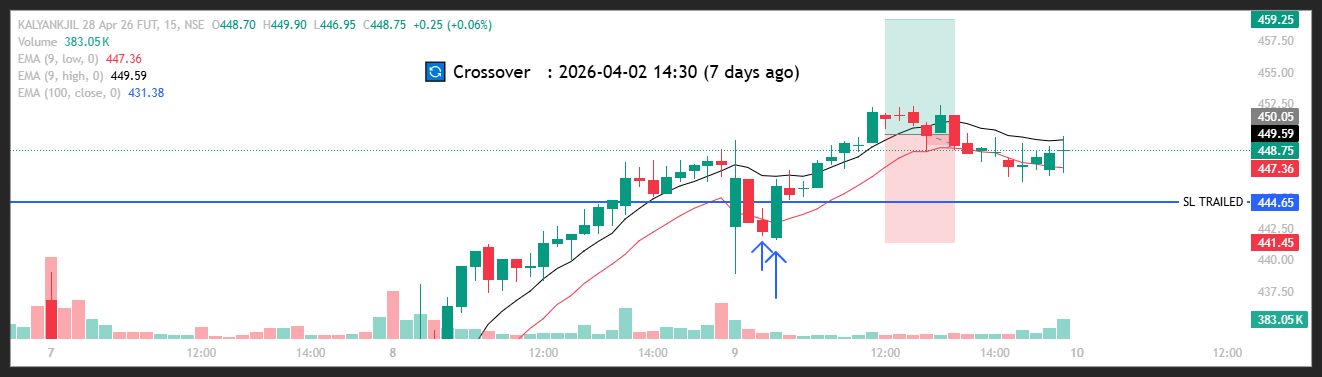 KALYANKJIL 28 Apr 26 FUT, 15, NSE O448.70 H449.90 L446.95 C448.75 +0.25 (+0.06%)
Volume 383.05K
EMA (9, low, 0) 447.36
EMA (9, high, 0) 449.59
EMA (100, close, 0) 431.38
Crossover : 2026-04-02 14:30 (7 days ago)
459.25
457.50
455.00
452.50
450.05
449.59
448.75
447.36
SL TRAILED 444.65
442.50
441.45
440.00
437.50
383.05K
7 12:00 14:00 8 12:00 14:00 9 12:00 14:00 10 12:00